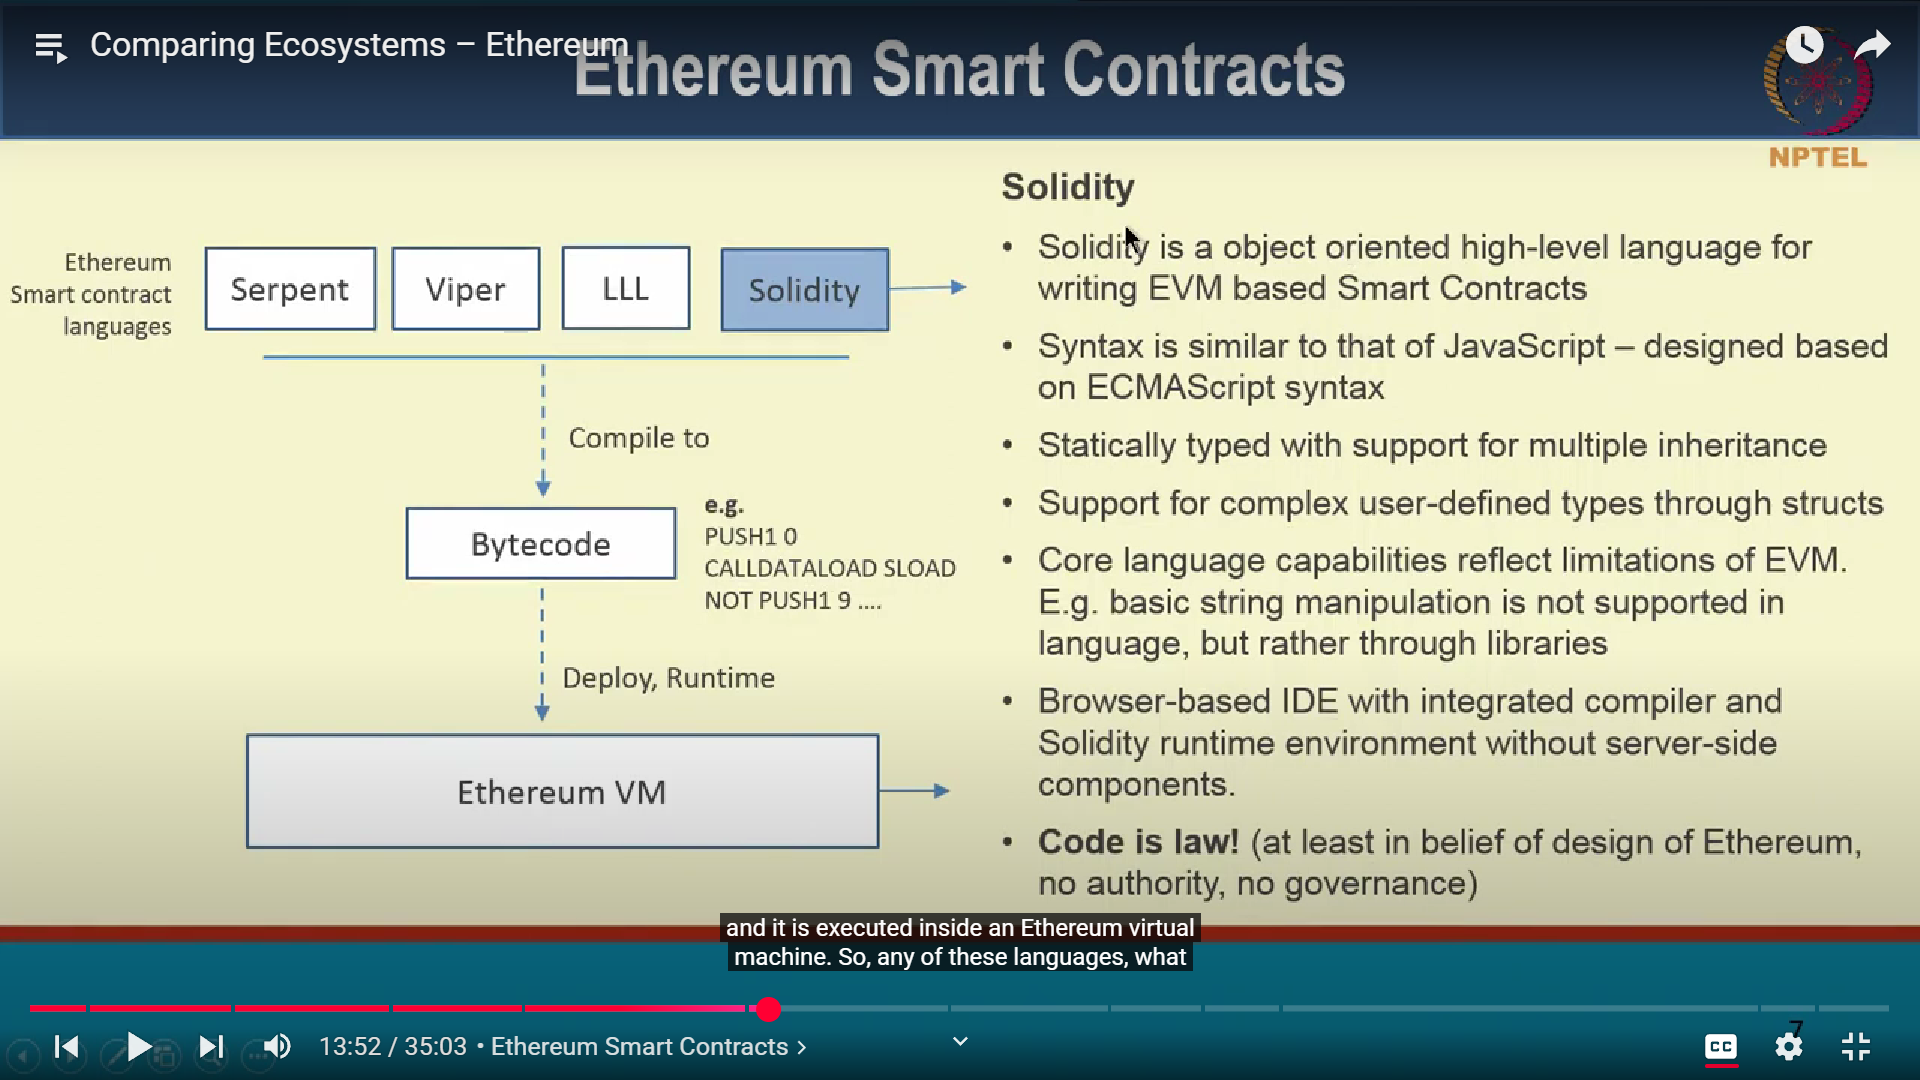 Comparing Ecosystems – Ethereum
Ethereum Smart Contracts
NPTEL
Ethereum
Smart contract
languages
Serpent
Viper
LLL
Solidity
Compile to
Bytecode
e.g.
PUSH1 0
CALLDATALOAD SLOAD
NOT PUSH1 9 ....
Deploy, Runtime
Ethereum VM
Solidity
• Solidity is a object oriented high-level language for
writing EVM based Smart Contracts
• Syntax is similar to that of JavaScript – designed based
on ECMAScript syntax
• Statically typed with support for multiple inheritance
• Support for complex user-defined types through structs
• Core language capabilities reflect limitations of EVM.
E.g. basic string manipulation is not supported in
language, but rather through libraries
• Browser-based IDE with integrated compiler and
Solidity runtime environment without server-side
components.
• Code is law! (at least in belief of design of Ethereum,
no authority, no governance)
and it is executed inside an Ethereum virtual
machine. So, any of these languages, what
7
13:52 / 35:03 • Ethereum Smart Contracts >
CC